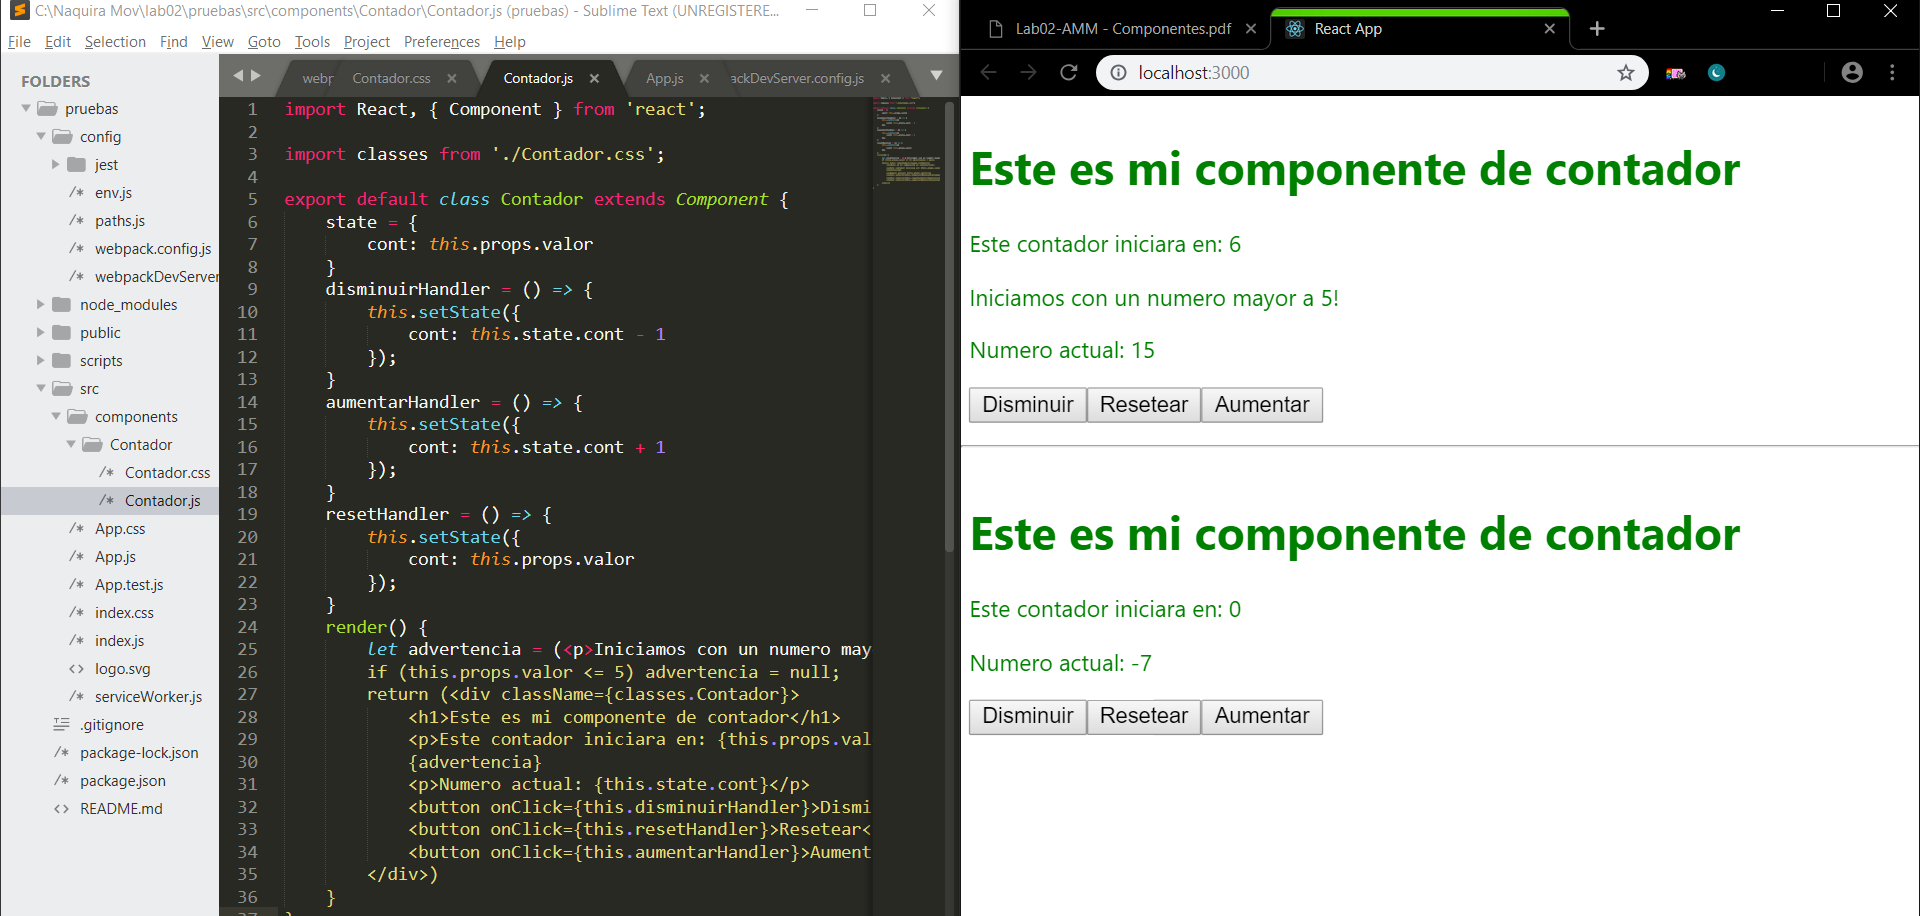 C:\Naquira Mov\lab02\pruebas\src\components\Contador\Contador.js (pruebas) - Sublime Text (UNREGISTERE...
File Edit Selection Find View Goto Tools Project Preferences Help
FOLDERS
pruebas
config
jest
env.js
paths.js
webpack.config.js
webpackDevServer
node_modules
public
scripts
src
components
Contador
Contador.css
Contador.js
App.css
App.js
App.test.js
index.css
index.js
logo.svg
serviceWorker.js
.gitignore
package-lock.json
package.json
README.md
webp Contador.css Contador.js App.js ackDevServer.config.js
1 import React, { Component } from 'react';
2
3 import classes from './Contador.css';
4
5 export default class Contador extends Component {
6 state = {
7 cont: this.props.valor
8 }
9 disminuirHandler = () => {
10 this.setState({
11 cont: this.state.cont - 1
12 });
13 }
14 aumentarHandler = () => {
15 this.setState({
16 cont: this.state.cont + 1
17 });
18 }
19 resetHandler = () => {
20 this.setState({
21 cont: this.props.valor
22 });
23 }
24 render() {
25 let advertencia = (<p>Iniciamos con un numero may
26 if (this.props.valor <= 5) advertencia = null;
27 return (<div className={classes.Contador}>
28 <h1>Este es mi componente de contador</h1>
29 <p>Este contador iniciara en: {this.props.val
30 {advertencia}
31 <p>Numero actual: {this.state.cont}</p>
32 <button onClick={this.disminuirHandler}>Dismi
33 <button onClick={this.resetHandler}>Resetear<
34 <button onClick={this.aumentarHandler}>Aument
35 </div>)
36 }
37 }
Lab02-AMM - Componentes.pdf React App
localhost:3000
Este es mi componente de contador
Este contador iniciara en: 6
Iniciamos con un numero mayor a 5!
Numero actual: 15
Disminuir Resetear Aumentar
Este es mi componente de contador
Este contador iniciara en: 0
Numero actual: -7
Disminuir Resetear Aumentar